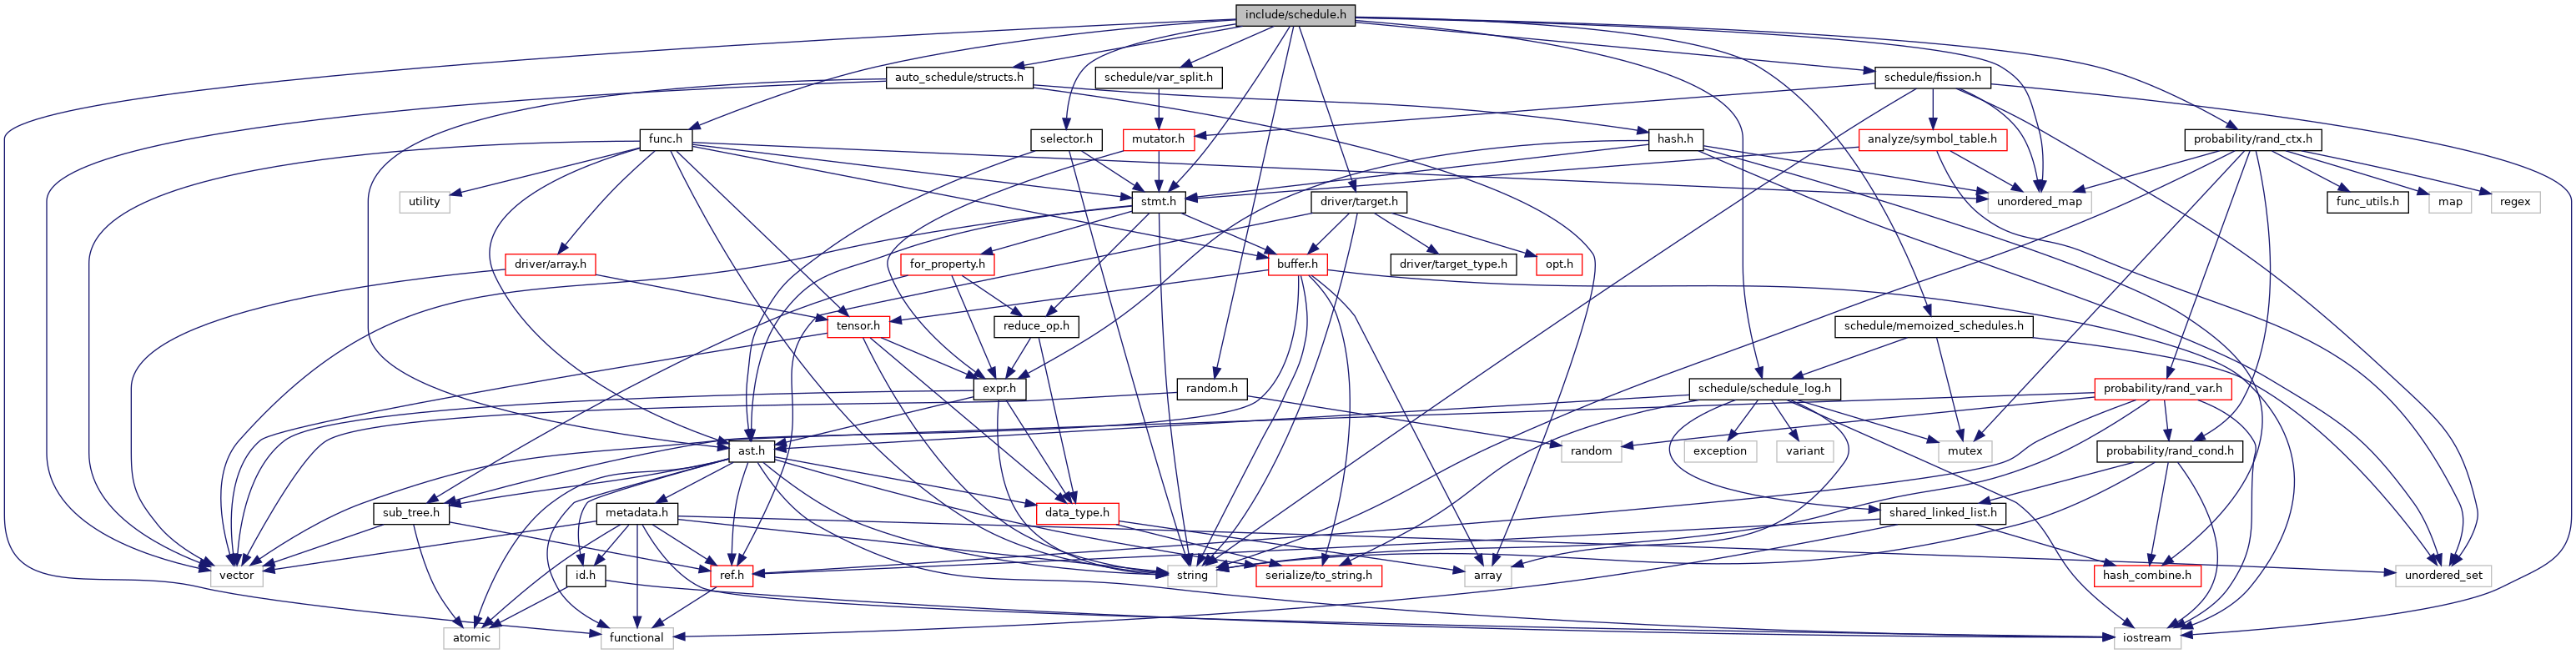 include/schedule.h
auto_schedule/structs.h
schedule/var_split.h
schedule/fission.h
func.h
selector.h
mutator.h
hash.h
analyze/symbol_table.h
probability/rand_ctx.h
utility
stmt.h
driver/target.h
unordered_map
func_utils.h
map
regex
driver/array.h
for_property.h
buffer.h
driver/target_type.h
opt.h
tensor.h
reduce_op.h
schedule/memoized_schedules.h
expr.h
random.h
schedule/schedule_log.h
probability/rand_var.h
ast.h
random
exception
variant
mutex
probability/rand_cond.h
sub_tree.h
metadata.h
data_type.h
shared_linked_list.h
vector
id.h
ref.h
string
serialize/to_string.h
array
hash_combine.h
unordered_set
atomic
functional
iostream